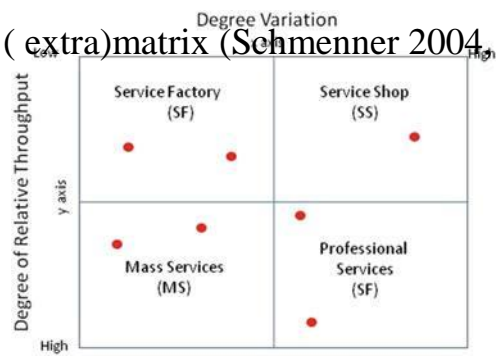 Degree Variation
( extra)matrix (Schmenner 2004,
Low
High
Service Factory
(SF)
Service Shop
(SS)
Degree of Relative Throughput
y axis
Mass Services
(MS)
Professional
Services
(SF)
High